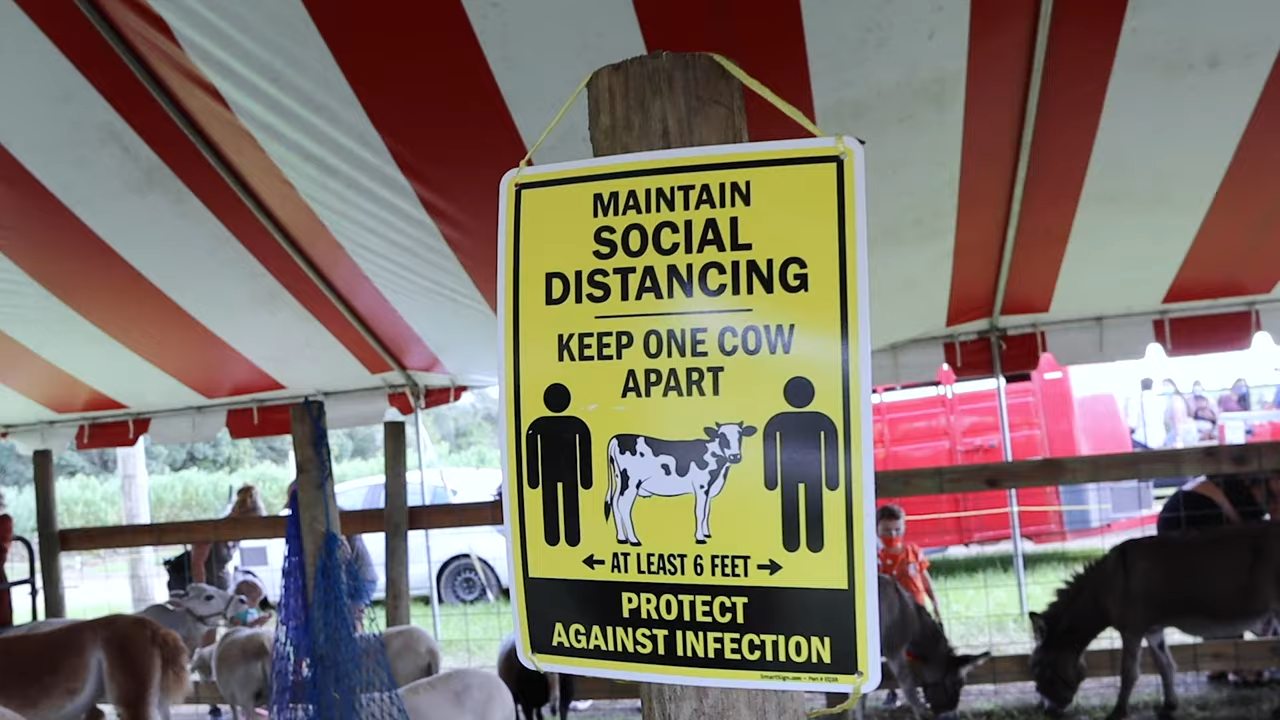 MAINTAIN
SOCIAL
DISTANCING
KEEP ONE COW
APART
← AT LEAST 6 FEET →
PROTECT
AGAINST INFECTION